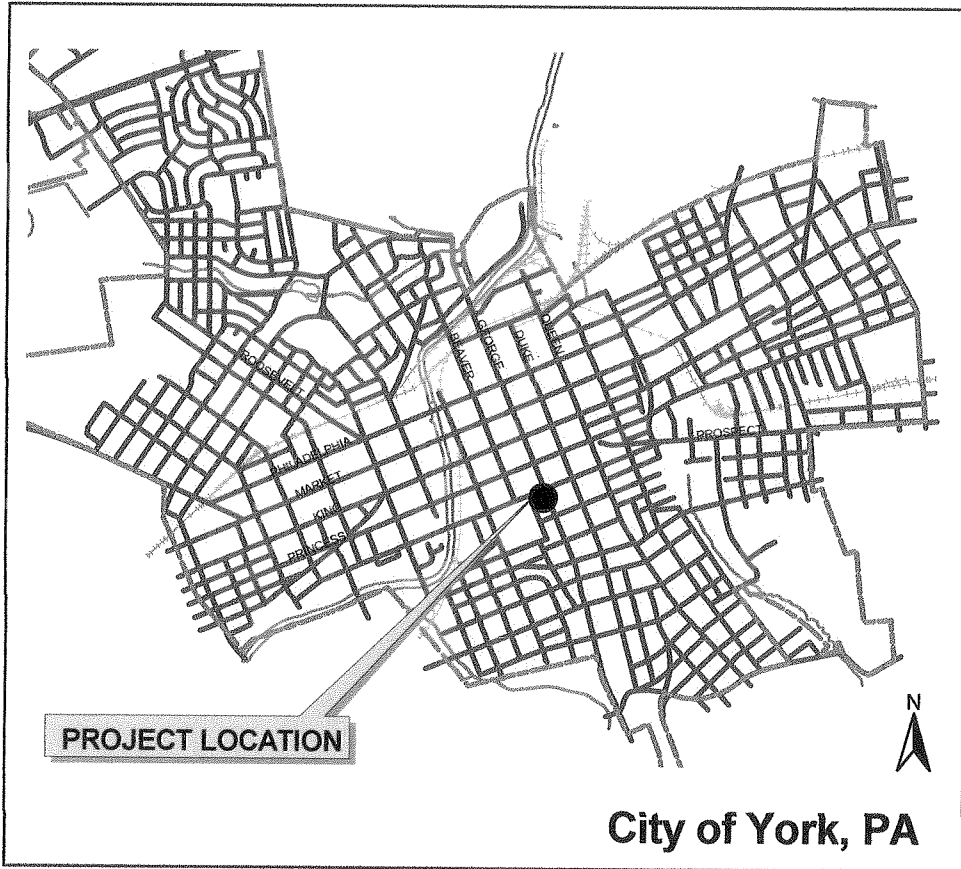 ROOSEVELT
BEAVER
GEORGE
DUKE
QUEEN
PHILADELPHIA
MARKET
KING
PRINCESS
PROSPECT
PROJECT LOCATION
N
City of York, PA